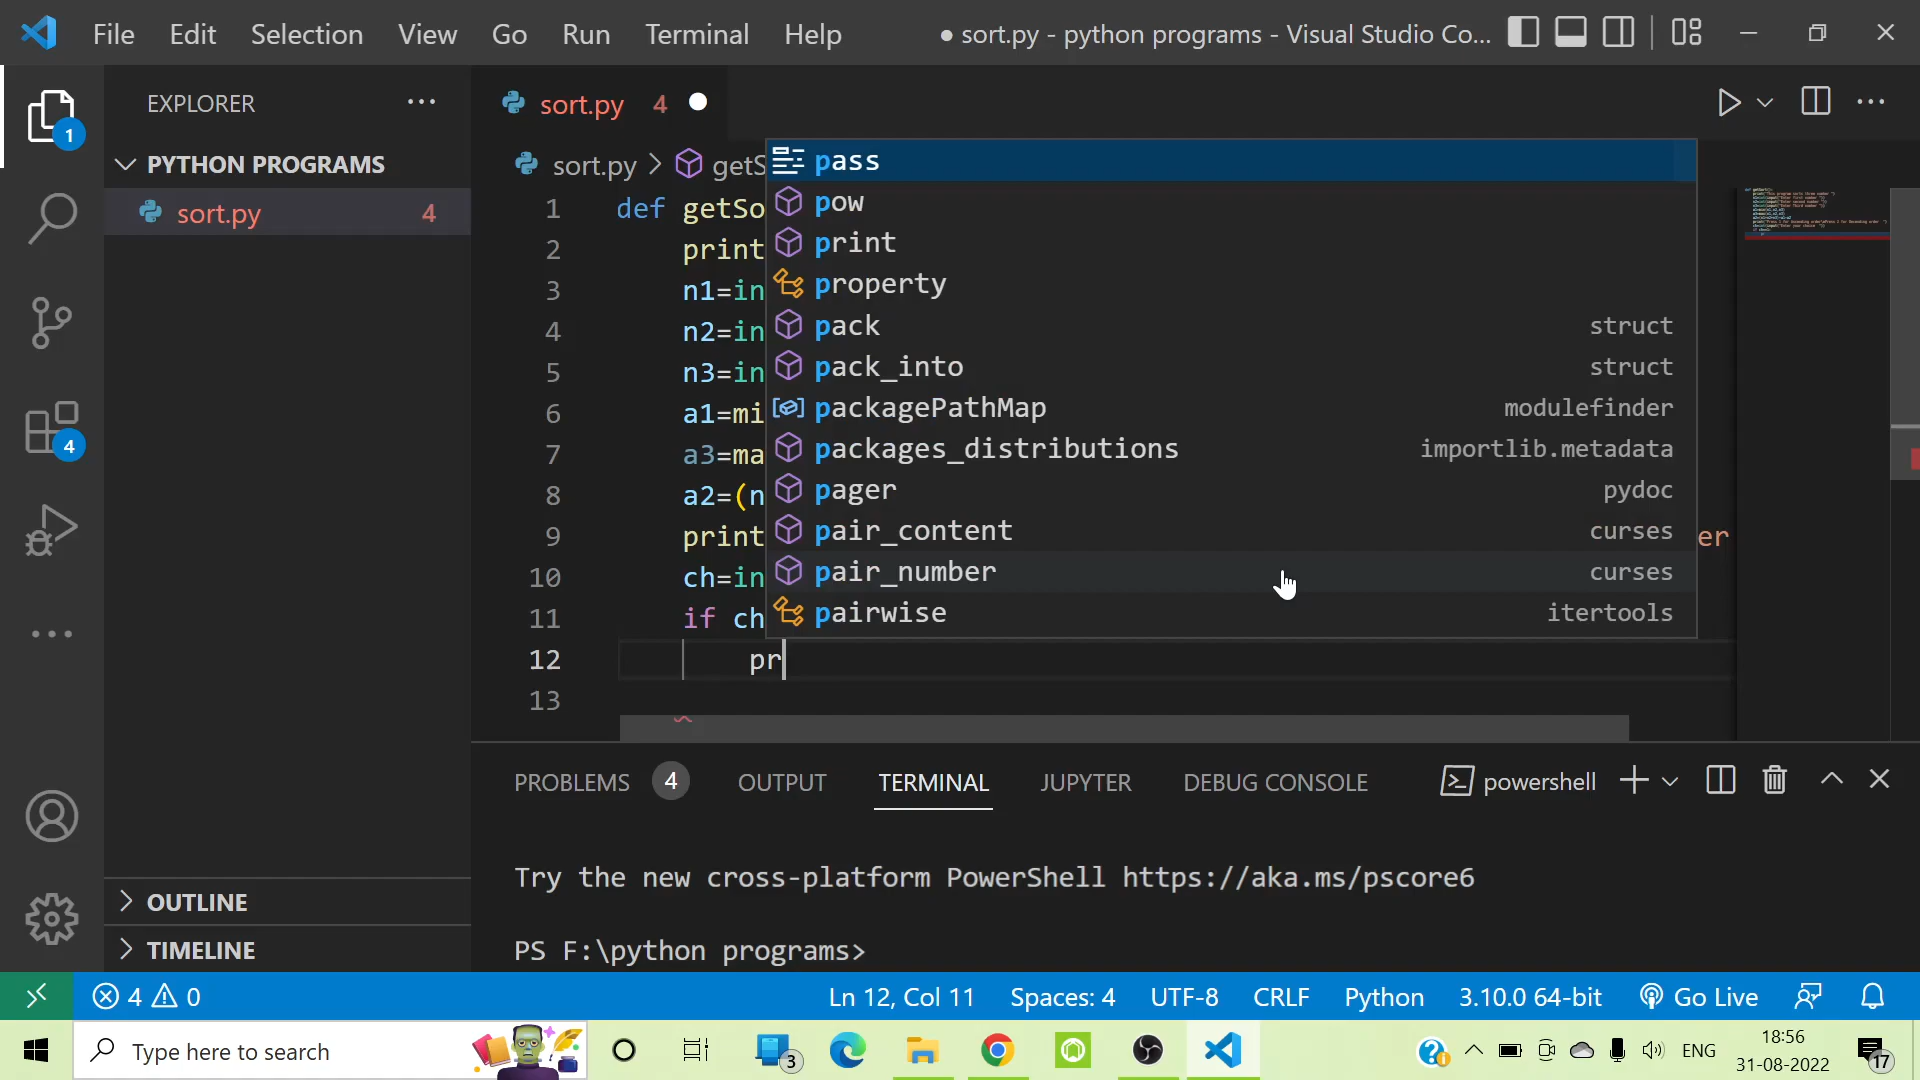 File Edit Selection View Go Run Terminal Help
● sort.py - python programs - Visual Studio Co...
EXPLORER
PYTHON PROGRAMS
sort.py 4
sort.py 4
sort.py > getS
1 def getSo
2 print
3 n1=in
4 n2=in
5 n3=in
6 a1=mi
7 a3=ma
8 a2=(n
9 print er
10 ch=in
11 if ch
12 pr
13
pass
pow
print
property
pack struct
pack_into struct
packagePathMap modulefinder
packages_distributions importlib.metadata
pager pydoc
pair_content curses
pair_number curses
pairwise itertools
1
4
OUTLINE
TIMELINE
PROBLEMS 4 OUTPUT TERMINAL JUPYTER DEBUG CONSOLE powershell
Try the new cross-platform PowerShell https://aka.ms/pscore6
PS F:\python programs>
4 0 Ln 12, Col 11 Spaces: 4 UTF-8 CRLF Python 3.10.0 64-bit Go Live
Type here to search
3
ENG
18:56
31-08-2022
17